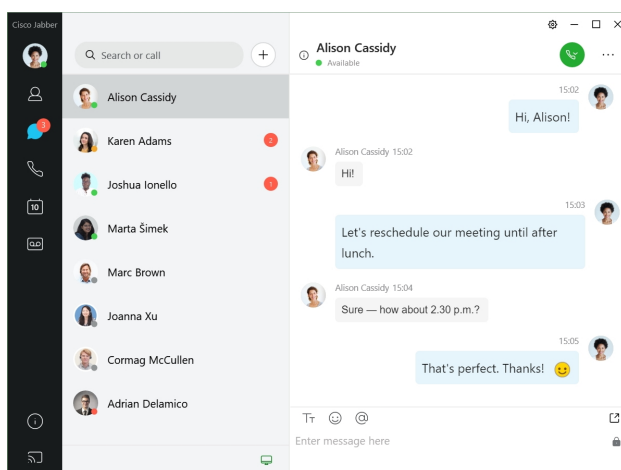 Cisco Jabber
Search or call
Alison Cassidy
Available
15:02
Hi, Alison!
3
Alison Cassidy
Karen Adams
2
Alison Cassidy 15:02
Hi!
Joshua Ionello
1
10
15:03
Marta Šimek
Let's reschedule our meeting until after
lunch.
Marc Brown
Alison Cassidy 15:04
Sure — how about 2.30 p.m.?
Joanna Xu
15:05
Cormag McCullen
That's perfect. Thanks!
Adrian Delamico
Enter message here